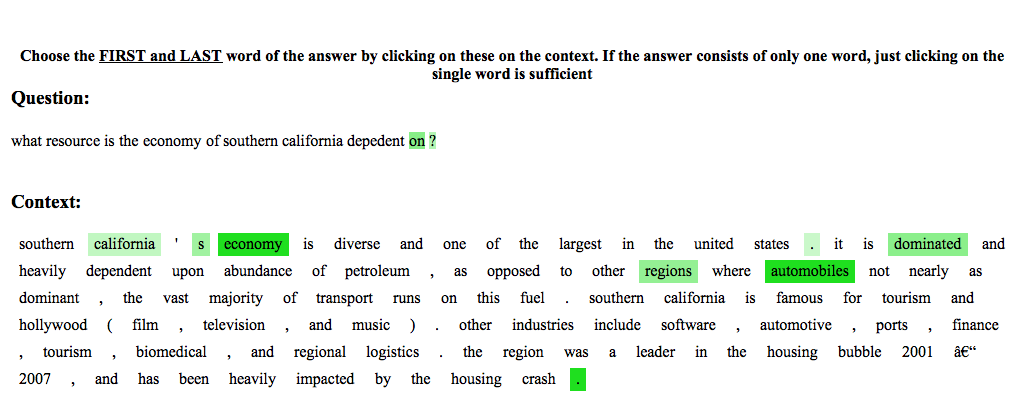 Choose the FIRST and LAST word of the answer by clicking on these on the context. If the answer consists of only one word, just clicking on the
single word is sufficient
Question:
what resource is the economy of southern california depedent on ?
Context:
southern california ' s economy is diverse and one of the largest in the united states . it is dominated and
heavily dependent upon abundance of petroleum , as opposed to other regions where automobiles not nearly as
dominant , the vast majority of transport runs on this fuel . southern california is famous for tourism and
hollywood ( film , television , and music ) . other industries include software , automotive , ports , finance
, tourism , biomedical , and regional logistics . the region was a leader in the housing bubble 2001 â€“
2007 , and has been heavily impacted by the housing crash .